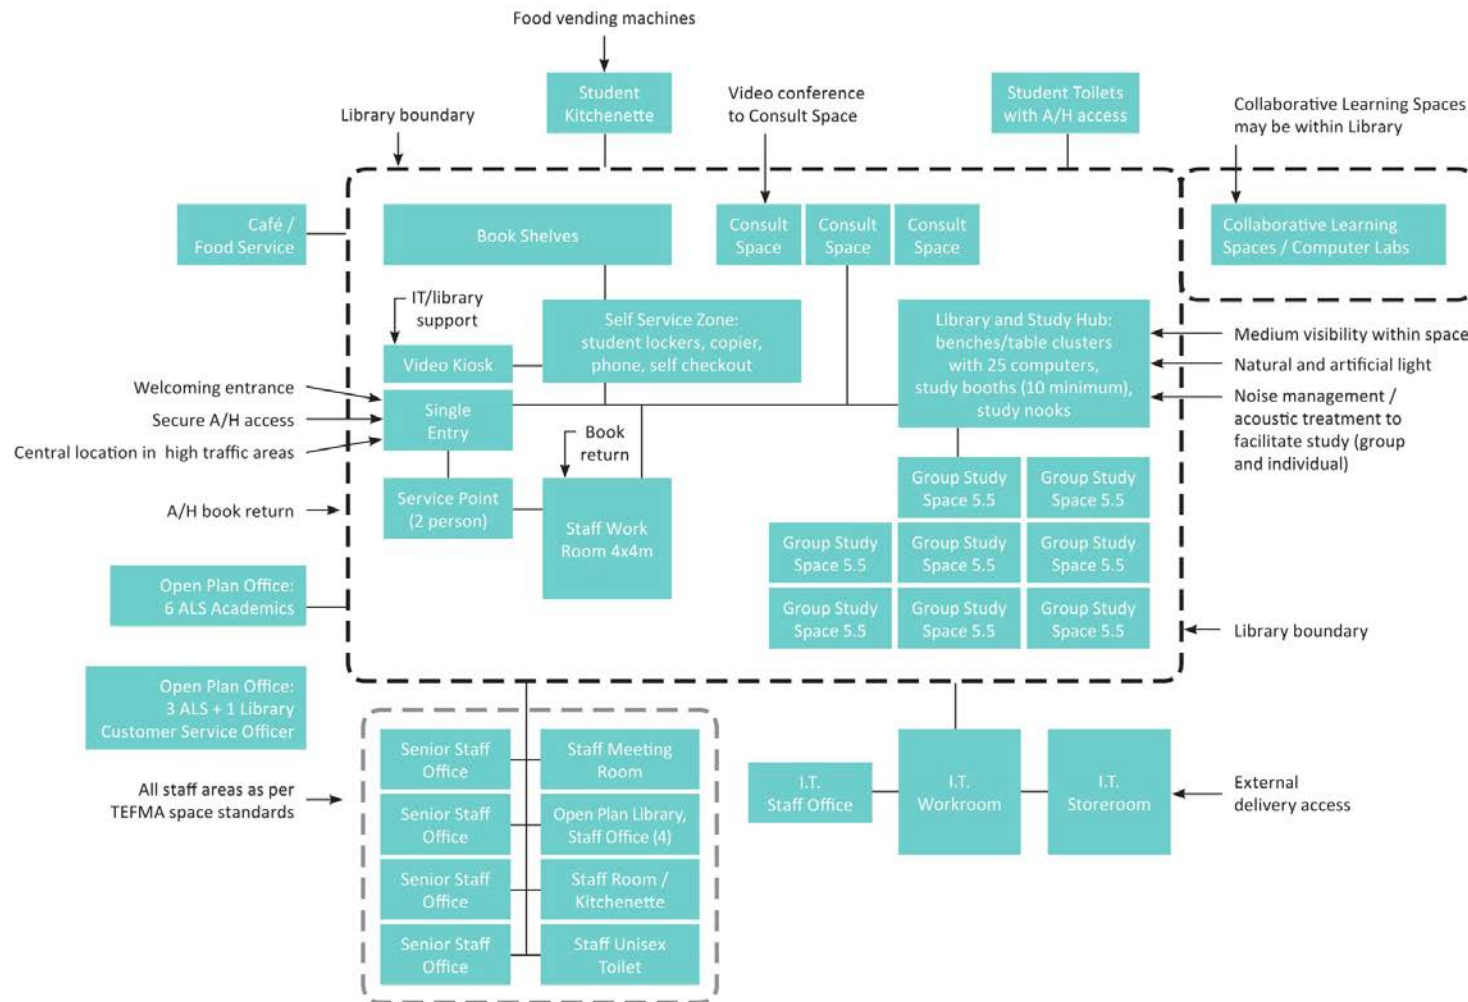 Food vending machines
Student
Kitchenette
Library boundary
Video conference
to Consult Space
Student Toilets
with A/H access
Collaborative Learning Spaces
may be within Library
Café /
Food Service
Book Shelves
Consult
Space
Consult
Space
Consult
Space
Collaborative Learning
Spaces / Computer Labs
IT/library
support
Self Service Zone:
student lockers, copier,
phone, self checkout
Video Kiosk
Library and Study Hub:
benches/table clusters
with 25 computers,
study booths (10 minimum),
study nooks
Medium visibility within space
Natural and artificial light
Noise management /
acoustic treatment to
facilitate study (group
and individual)
Welcoming entrance
Secure A/H access
Central location in high traffic areas
Single
Entry
Book
return
A/H book return
Service Point
(2 person)
Staff Work
Room 4x4m
Group Study
Space 5.5
Group Study
Space 5.5
Group Study
Space 5.5
Group Study
Space 5.5
Group Study
Space 5.5
Group Study
Space 5.5
Group Study
Space 5.5
Group Study
Space 5.5
Open Plan Office:
6 ALS Academics
Library boundary
Open Plan Office:
3 ALS + 1 Library
Customer Service Officer
All staff areas as per
TEFMA space standards
Senior Staff
Office
Staff Meeting
Room
Senior Staff
Office
Open Plan Library,
Staff Office (4)
Senior Staff
Office
Staff Room /
Kitchenette
Senior Staff
Office
Staff Unisex
Toilet
I.T.
Staff Office
I.T.
Workroom
I.T.
Storeroom
External
delivery access